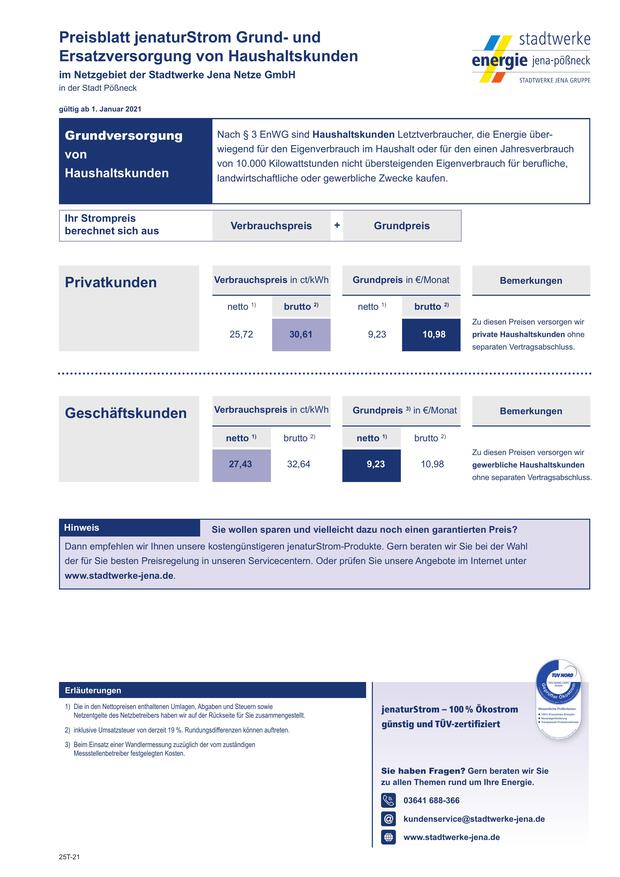 Preisblatt jenaturStrom Grund- und
Ersatzversorgung von Haushaltskunden
im Netzgebiet der Stadtwerke Jena Netze GmbH
in der Stadt Pößneck
stadtwerke
energie jena-pößneck
STADTWERKE JENA GRUPPE
gültig ab 1. Januar 2021
Grundversorgung
von
Haushaltskunden
Nach § 3 EnWG sind Haushaltskunden Letztverbraucher, die Energie über-
wiegend für den Eigenverbrauch im Haushalt oder für den einen Jahresverbrauch
von 10.000 Kilowattstunden nicht übersteigenden Eigenverbrauch für berufliche,
landwirtschaftliche oder gewerbliche Zwecke kaufen.
Ihr Strompreis
berechnet sich aus
Verbrauchspreis + Grundpreis
Privatkunden
Verbrauchspreis in ct/kWh
netto 1) brutto 2)
25,72 30,61
Grundpreis in €/Monat
netto 1) brutto 2)
9,23 10,98
Bemerkungen
Zu diesen Preisen versorgen wir
private Haushaltskunden ohne
separaten Vertragsabschluss.
Geschäftskunden
Verbrauchspreis in ct/kWh
netto 1) brutto 2)
27,43 32,64
Grundpreis 3) in €/Monat
netto 1) brutto 2)
9,23 10,98
Bemerkungen
Zu diesen Preisen versorgen wir
gewerbliche Haushaltskunden
ohne separaten Vertragsabschluss.
Hinweis
Sie wollen sparen und vielleicht dazu noch einen garantierten Preis?
Dann empfehlen wir Ihnen unsere kostengünstigeren jenaturStrom-Produkte. Gern beraten wir Sie bei der Wahl
der für Sie besten Preisregelung in unseren Servicecentern. Oder prüfen Sie unsere Angebote im Internet unter
www.stadtwerke-jena.de.
Erläuterungen
1) Die in den Nettopreisen enthaltenen Umlagen, Abgaben und Steuern sowie
Netzentgelte des Netzbetreibers haben wir auf der Rückseite für Sie zusammengestellt.
2) inklusive Umsatzsteuer von derzeit 19 %. Rundungsdifferenzen können auftreten.
3) Beim Einsatz einer Wandlermessung zuzüglich der vom zuständigen
Messstellenbetreiber festgelegten Kosten.
TÜV NORD
Geprüfter Ökostrom
jenaturStrom – 100 % Ökostrom
günstig und TÜV-zertifiziert
Sie haben Fragen? Gern beraten wir Sie
zu allen Themen rund um Ihre Energie.
03641 688-366
kundenservice@stadtwerke-jena.de
www.stadtwerke-jena.de
25T-21